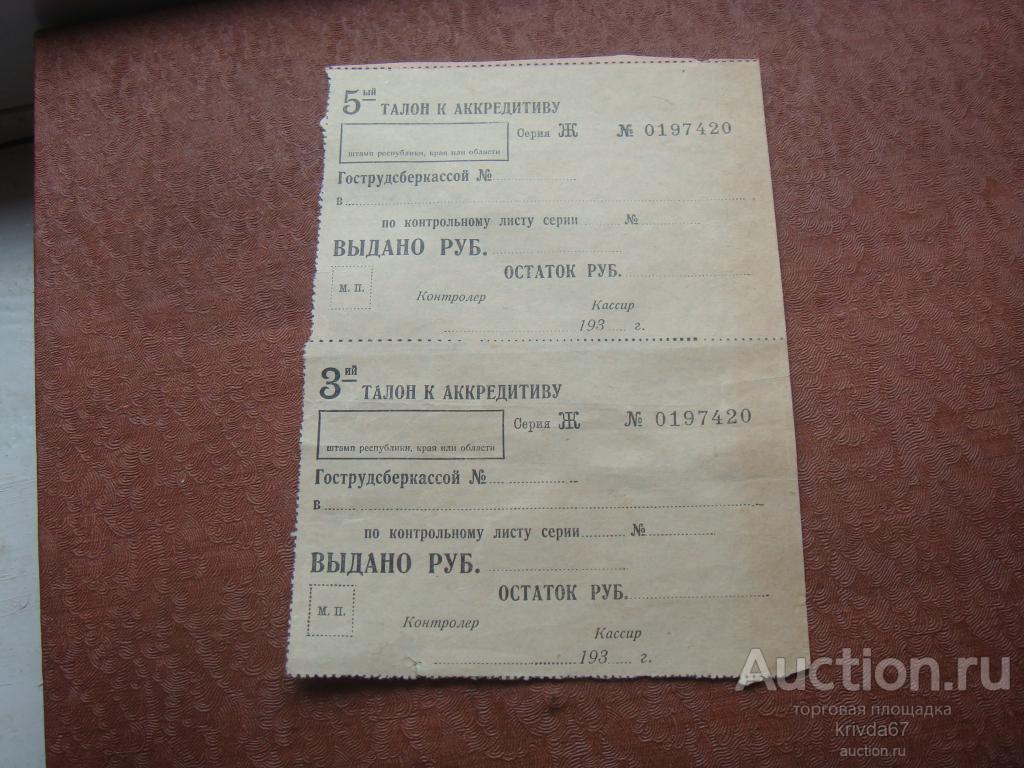 5ый ТАЛОН К АККРЕДИТИВУ
Серия Ж № 0197420
штамп республики, края или области
Гострудсберкассой №
в
по контрольному листу серии № 
ВЫДАНО РУБ.
ОСТАТОК РУБ.
М. П.
Контролер Кассир
193 г.
3ий ТАЛОН К АККРЕДИТИВУ
Серия Ж № 0197420
штамп республики, края или области
Гострудсберкассой №
в
по контрольному листу серии №
ВЫДАНО РУБ.
ОСТАТОК РУБ.
М. П.
Контролер Кассир
193 г.
Auction.ru
торговая площадка
krivda67
auction.ru